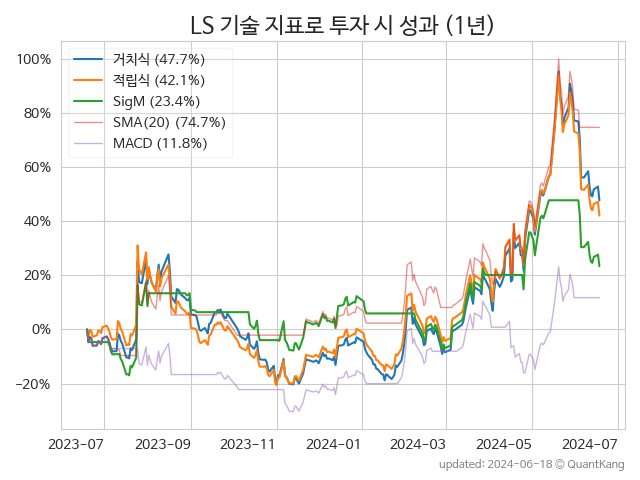 LS 기술 지표로 투자 시 성과 (1년)
거치식 (47.7%)
적립식 (42.1%)
SigM (23.4%)
SMA(20) (74.7%)
MACD (11.8%)
100%
80%
60%
40%
20%
0%
−20%
2023-07 2023-09 2023-11 2024-01 2024-03 2024-05 2024-07
updated: 2024-06-18 © QuantKang